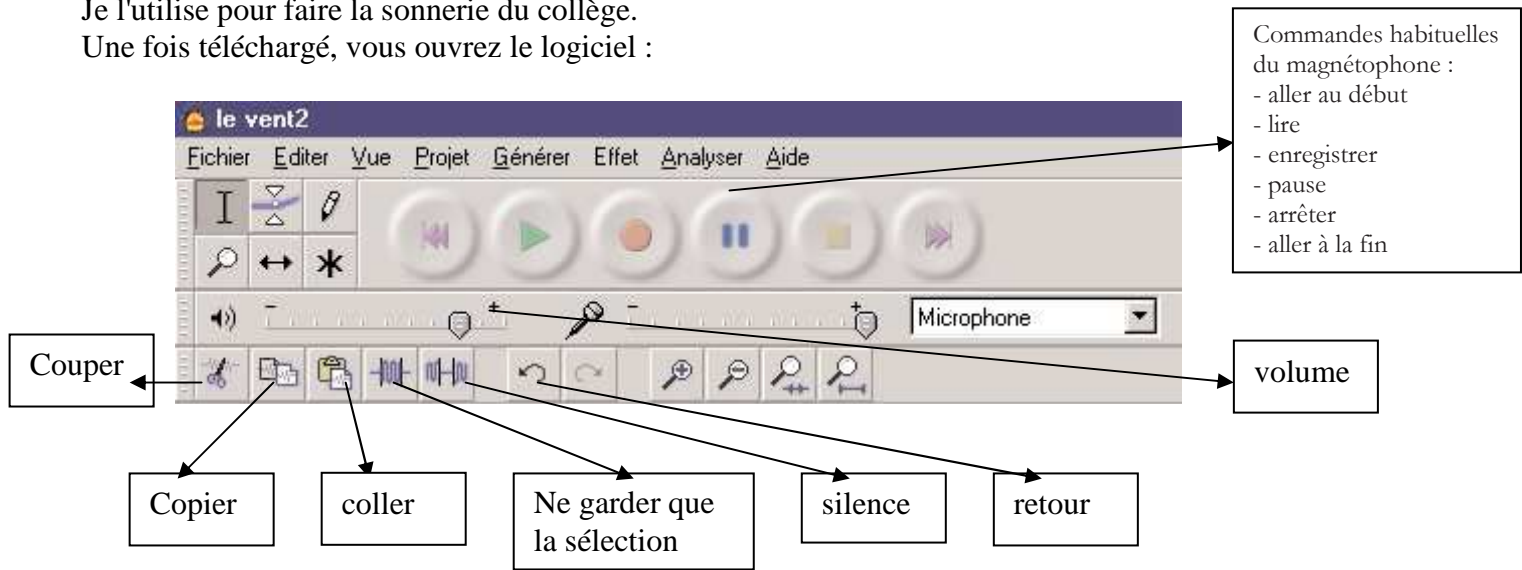 Je l'utilise pour faire la sonnerie du collège.
Une fois téléchargé, vous ouvrez le logiciel :
Commandes habituelles
du magnétophone :
- aller au début
- lire
- enregistrer
- pause
- arrêter
- aller à la fin
le vent2
Fichier Editer Vue Projet Générer Effet Analyser Aide
Microphone
Couper
volume
Copier
coller
Ne garder que
la sélection
silence
retour